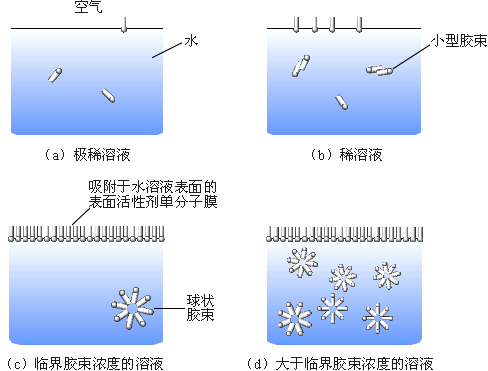 空气
水
小型胶束
(a) 极稀溶液
(b) 稀溶液
吸附于水溶液表面的
表面活性剂单分子膜
球状
胶束
(c) 临界胶束浓度的溶液
(d) 大于临界胶束浓度的溶液